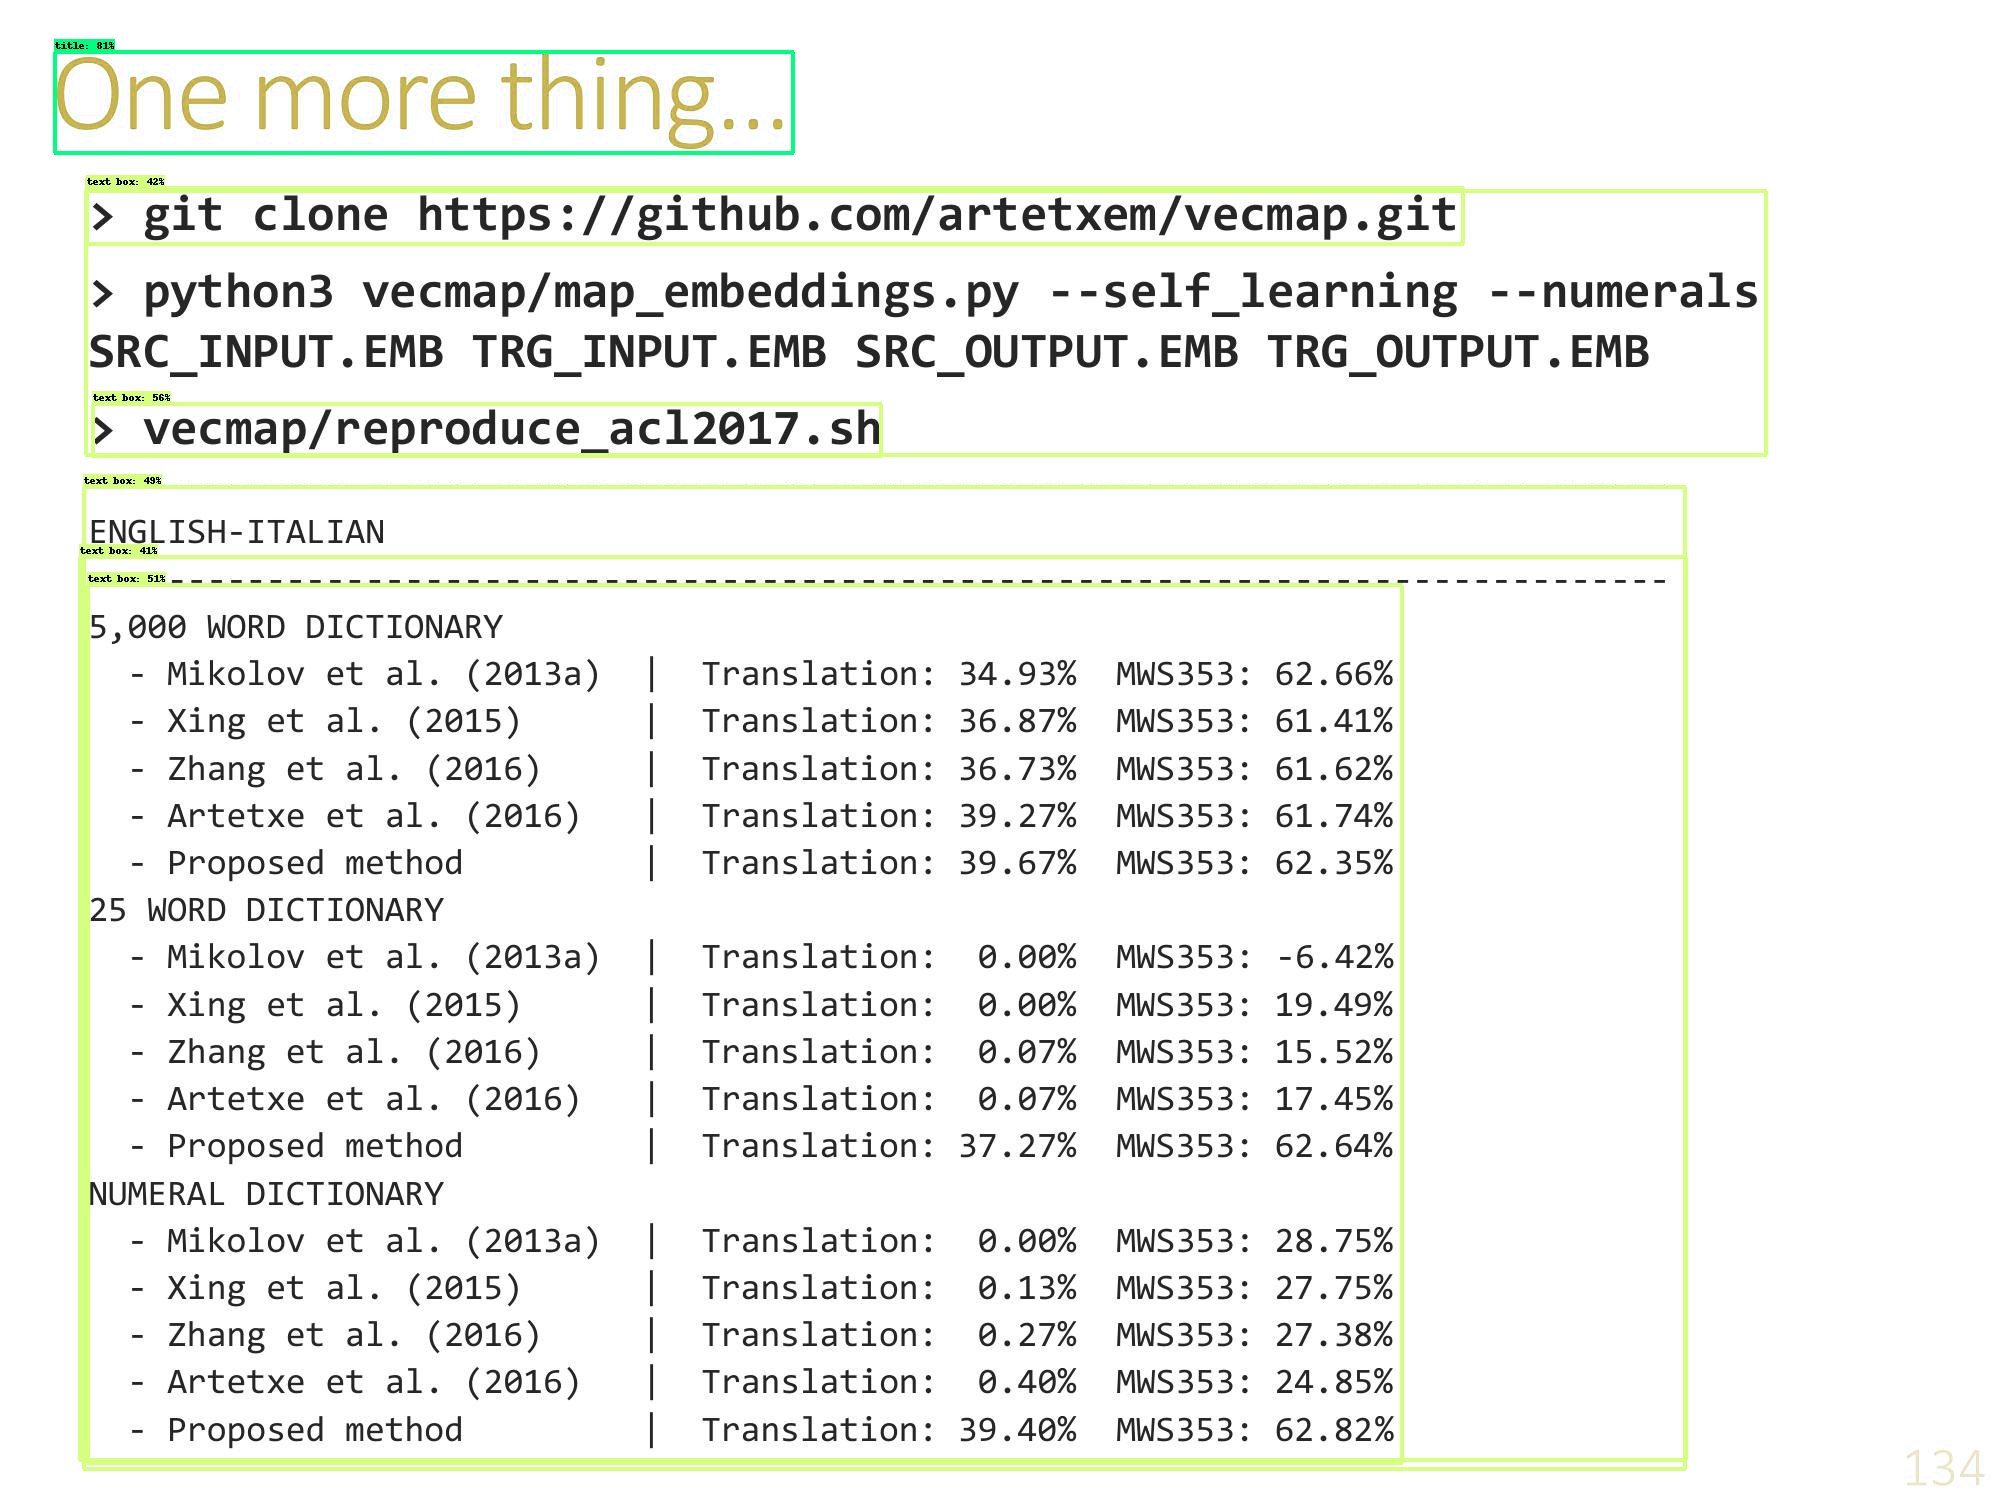 title: 81%
One more thing...
text box: 42%
> git clone https://github.com/artetxem/vecmap.git
> python3 vecmap/map_embeddings.py --self_learning --numerals
SRC_INPUT.EMB TRG_INPUT.EMB SRC_OUTPUT.EMB TRG_OUTPUT.EMB
text box: 56%
> vecmap/reproduce_acl2017.sh
text box: 49%
ENGLISH-ITALIAN
text box: 41%
text box: 51%
--------------------------------------------------------------------------------
5,000 WORD DICTIONARY
- Mikolov et al. (2013a) | Translation: 34.93% MWS353: 62.66%
- Xing et al. (2015) | Translation: 36.87% MWS353: 61.41%
- Zhang et al. (2016) | Translation: 36.73% MWS353: 61.62%
- Artetxe et al. (2016) | Translation: 39.27% MWS353: 61.74%
- Proposed method | Translation: 39.67% MWS353: 62.35%
25 WORD DICTIONARY
- Mikolov et al. (2013a) | Translation: 0.00% MWS353: -6.42%
- Xing et al. (2015) | Translation: 0.00% MWS353: 19.49%
- Zhang et al. (2016) | Translation: 0.07% MWS353: 15.52%
- Artetxe et al. (2016) | Translation: 0.07% MWS353: 17.45%
- Proposed method | Translation: 37.27% MWS353: 62.64%
NUMERAL DICTIONARY
- Mikolov et al. (2013a) | Translation: 0.00% MWS353: 28.75%
- Xing et al. (2015) | Translation: 0.13% MWS353: 27.75%
- Zhang et al. (2016) | Translation: 0.27% MWS353: 27.38%
- Artetxe et al. (2016) | Translation: 0.40% MWS353: 24.85%
- Proposed method | Translation: 39.40% MWS353: 62.82%
134